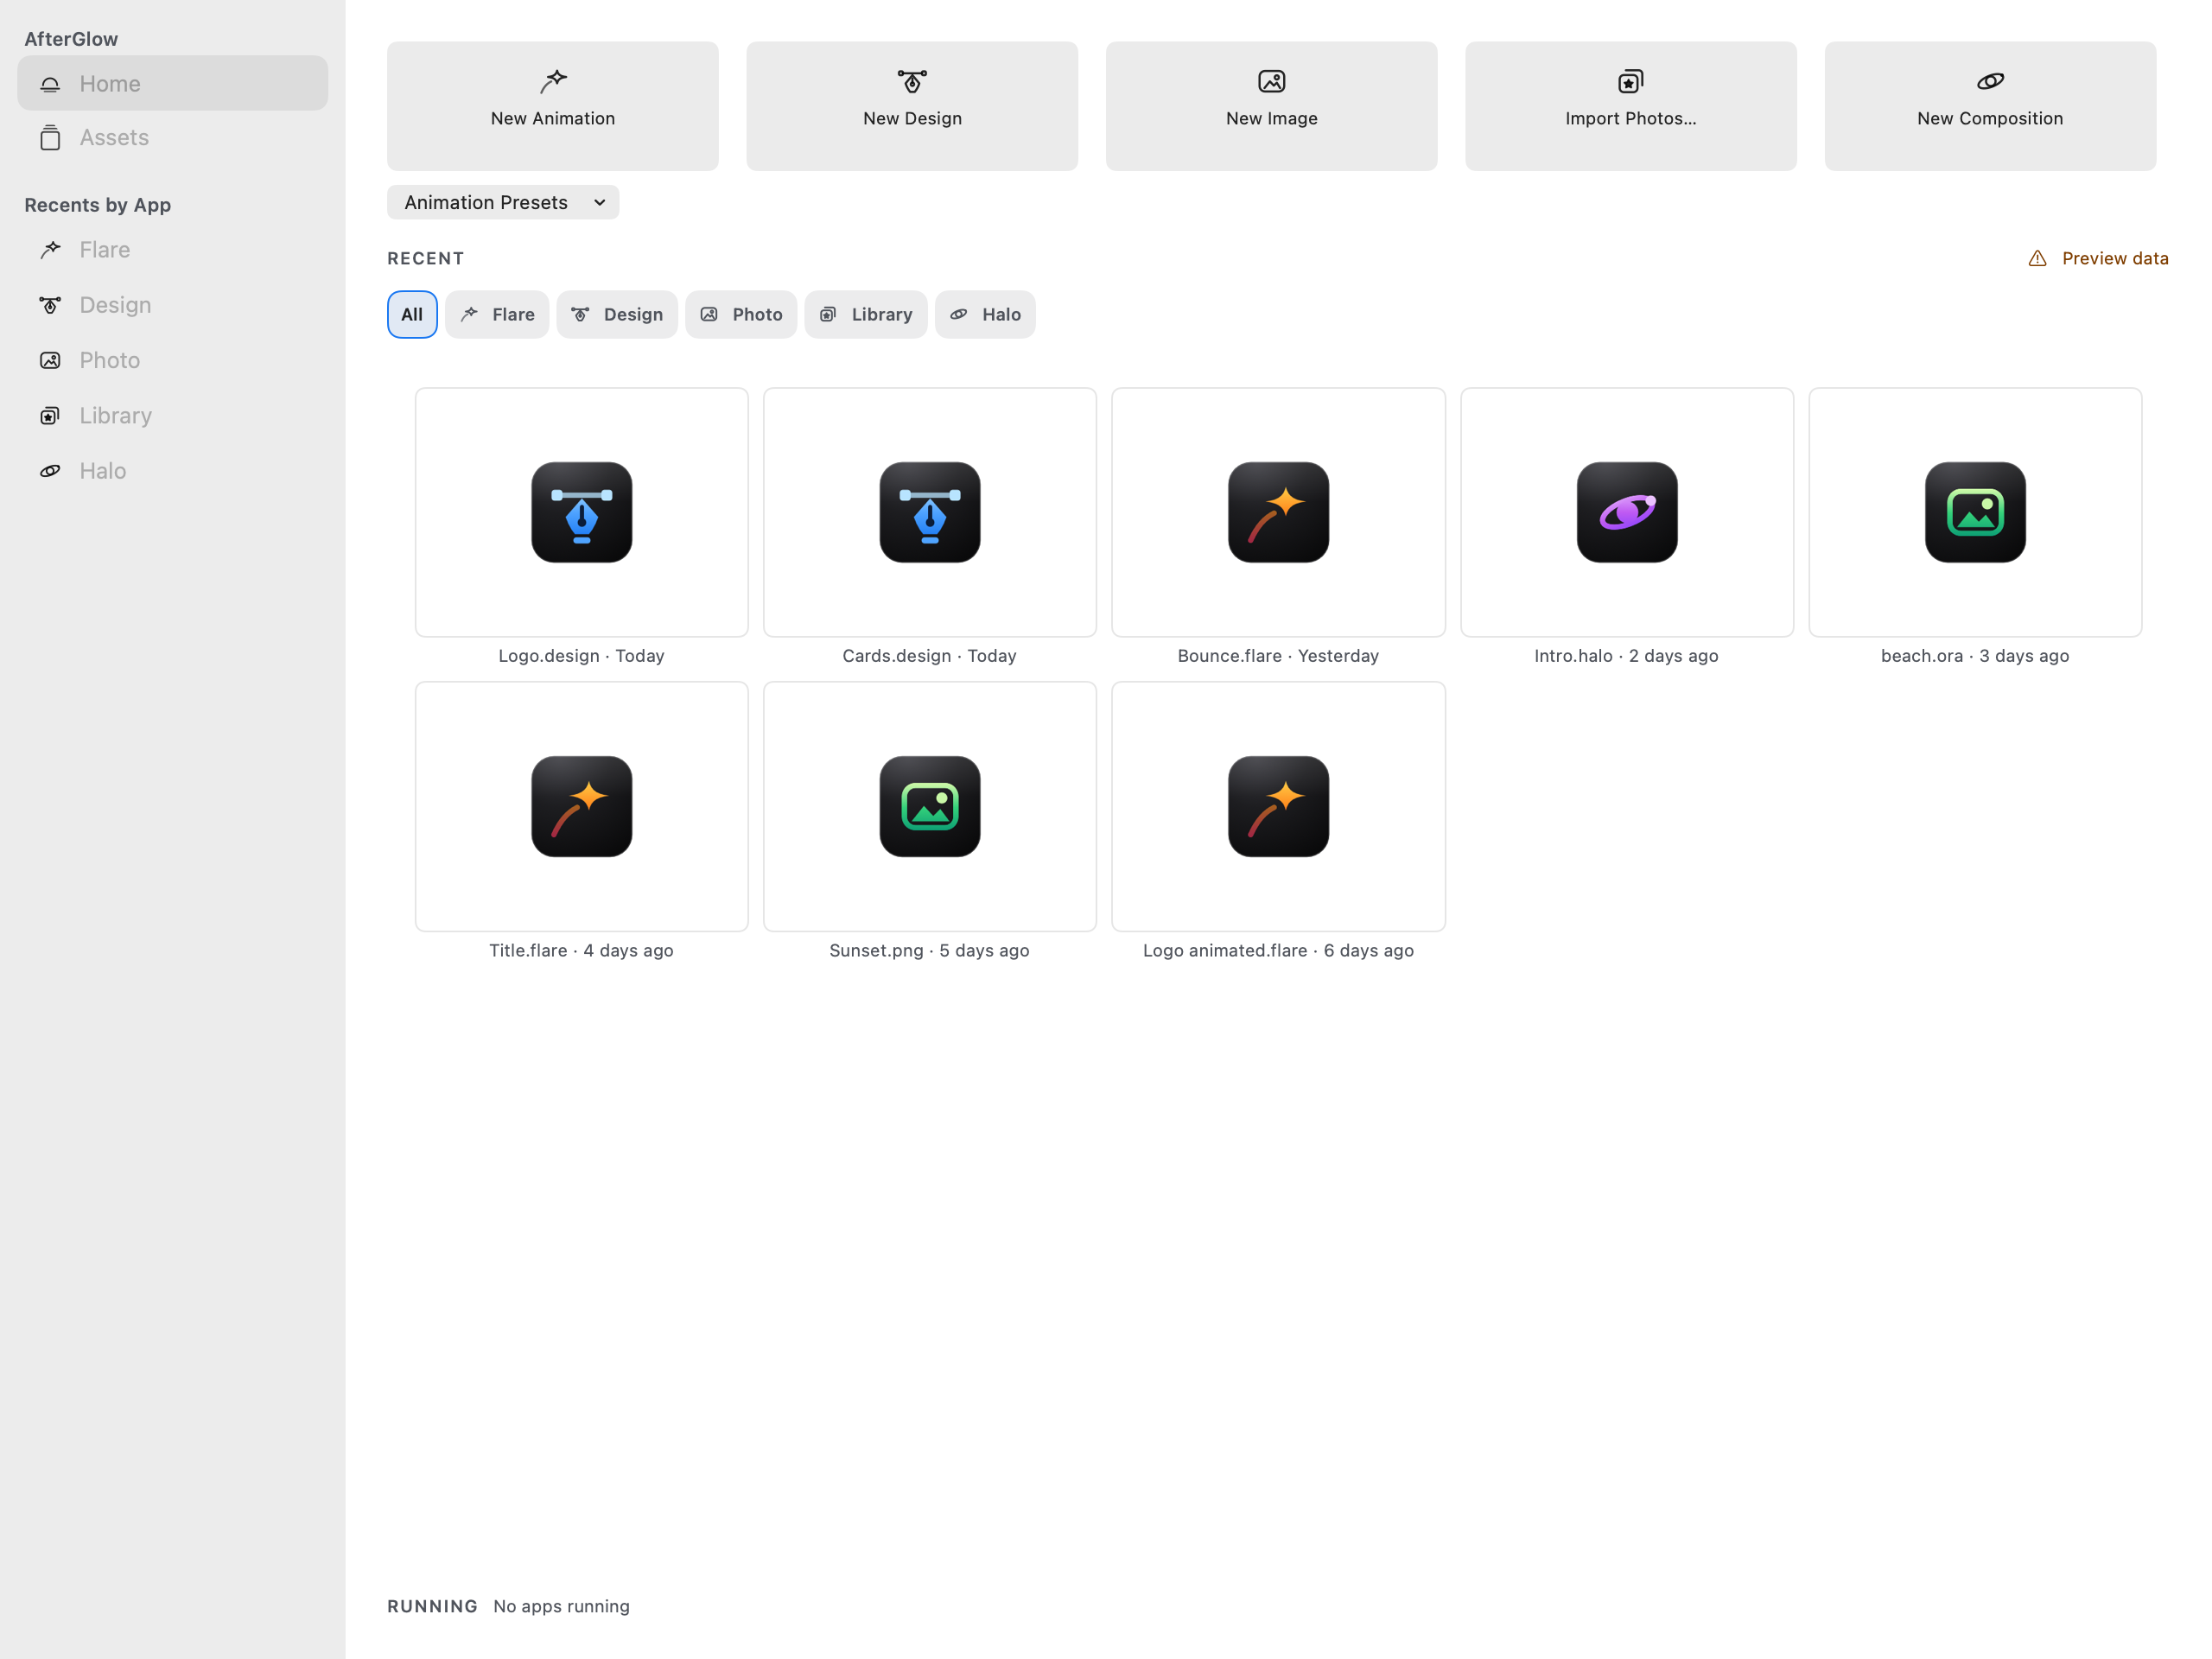 AfterGlow
Home
Assets
Recents by App
Flare
Design
Photo
Library
Halo
New Animation
New Design
New Image
Import Photos...
New Composition
Animation Presets
RECENT
Preview data
All
Flare
Design
Photo
Library
Halo
Logo.design · Today
Cards.design · Today
Bounce.flare · Yesterday
Intro.halo · 2 days ago
beach.ora · 3 days ago
Title.flare · 4 days ago
Sunset.png · 5 days ago
Logo animated.flare · 6 days ago
RUNNING No apps running